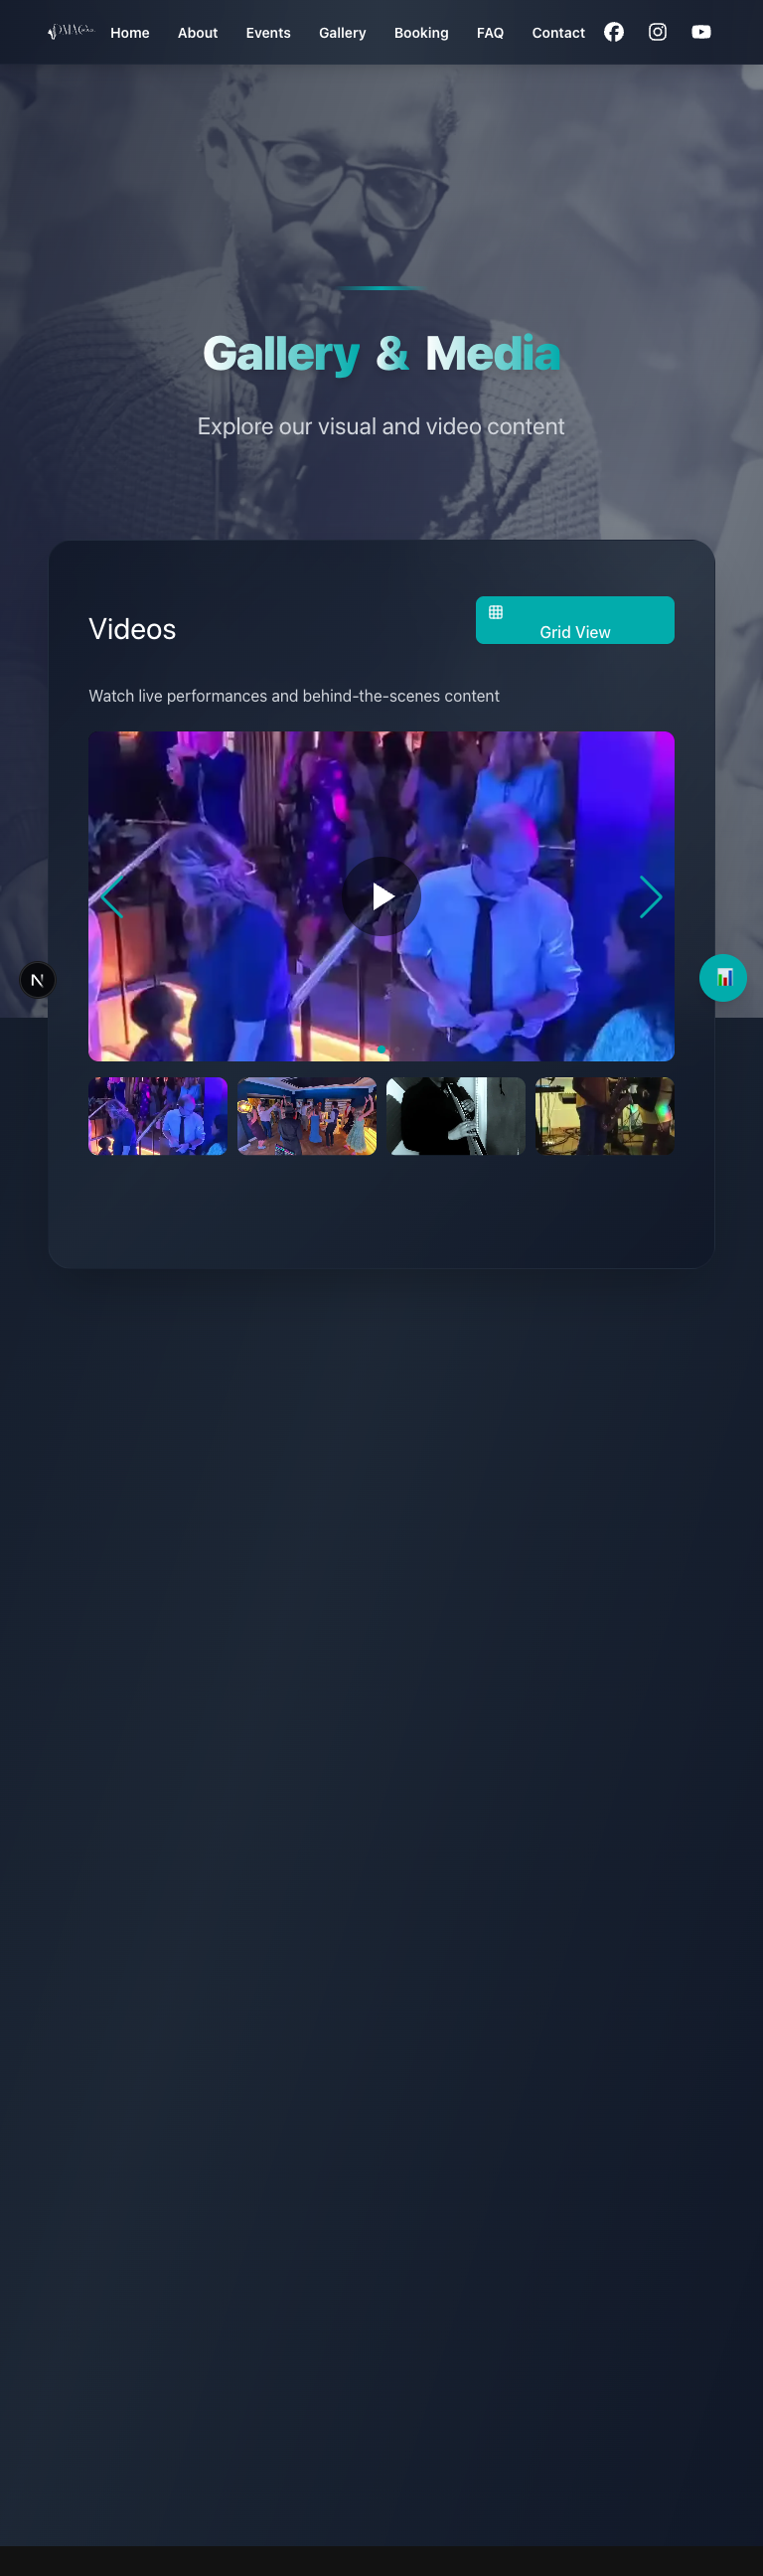 Home About Events Gallery Booking FAQ Contact
Gallery & Media
Explore our visual and video content
Videos
Grid View
Watch live performances and behind-the-scenes content
N